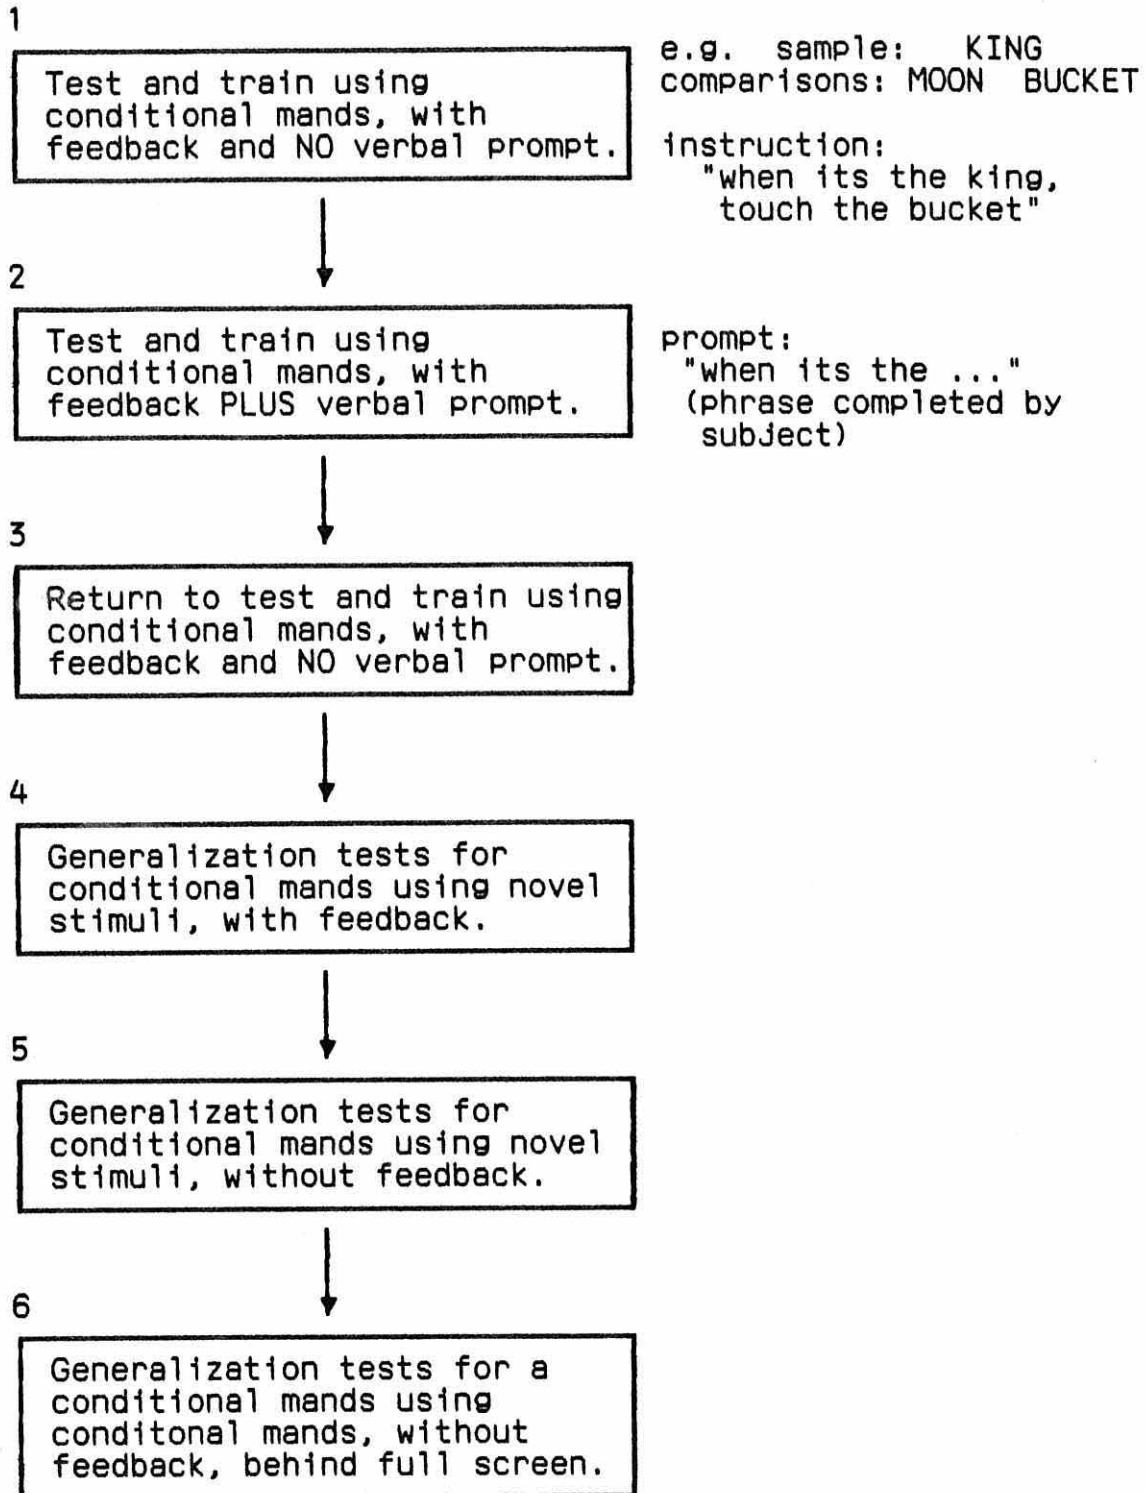 1
Test and train using
conditional mands, with
feedback and NO verbal prompt.
e.g. sample: KING
comparisons: MOON BUCKET
instruction:
"when its the king,
touch the bucket"
2
Test and train using
conditional mands, with
feedback PLUS verbal prompt.
prompt:
"when its the ..."
(phrase completed by
subject)
3
Return to test and train using
conditional mands, with
feedback and NO verbal prompt.
4
Generalization tests for
conditional mands using novel
stimuli, with feedback.
5
Generalization tests for
conditional mands using novel
stimuli, without feedback.
6
Generalization tests for a
conditional mands using
conditonal mands, without
feedback, behind full screen.